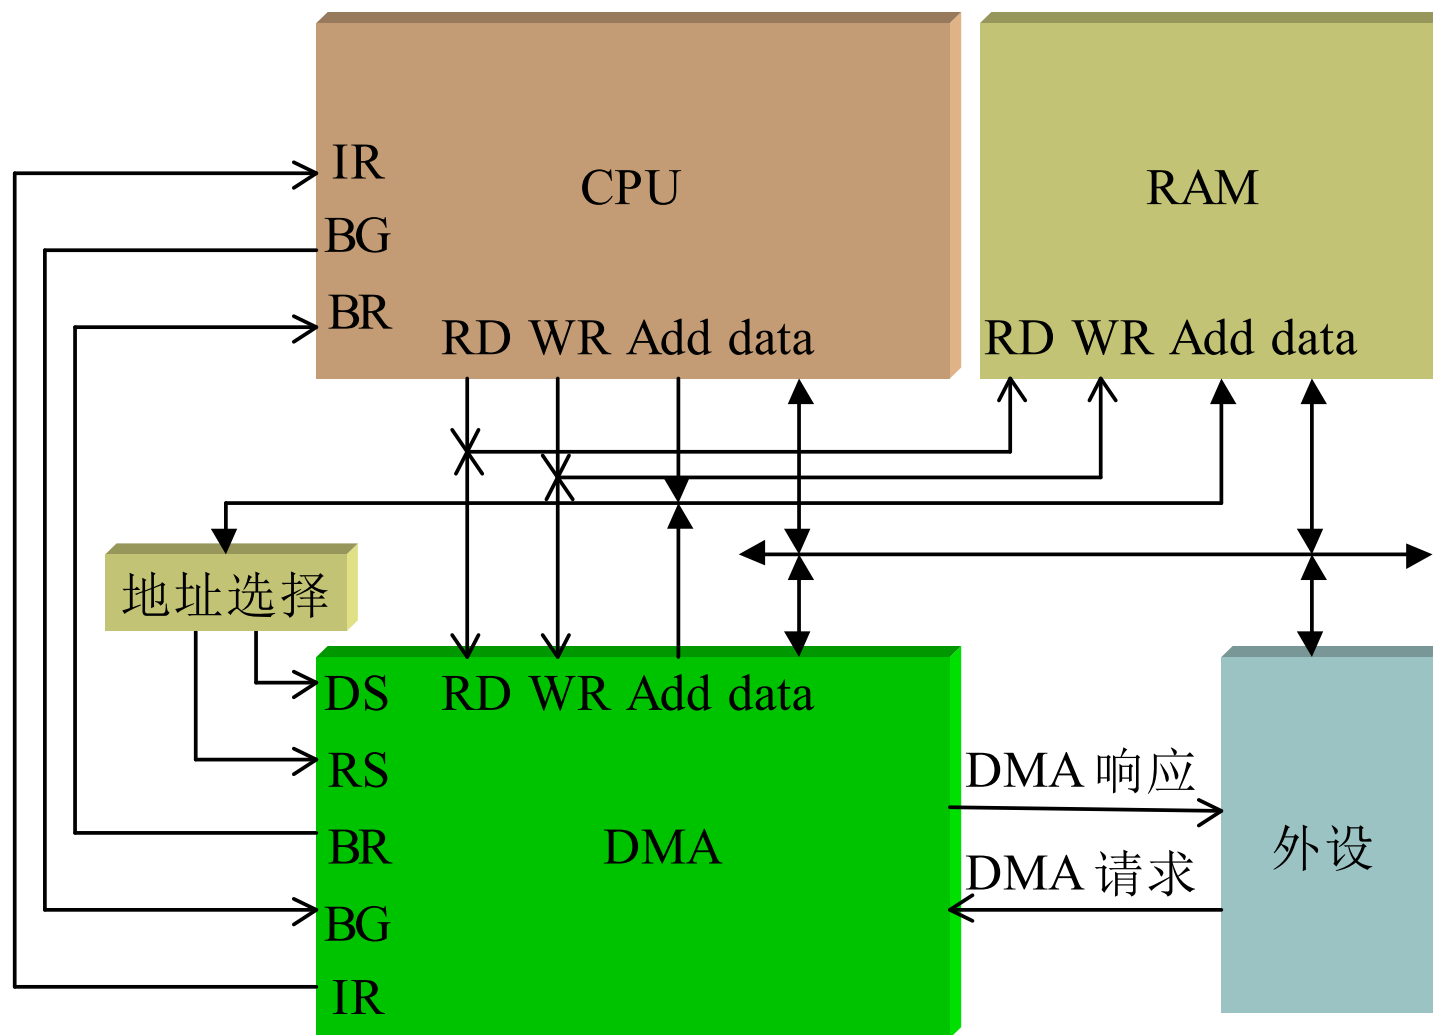 IR
CPU
RAM
BG
BR
RD WR Add data
RD WR Add data
地址选择
DS
RD WR Add data
RS
DMA 响应
BR
DMA
外设
DMA 请求
BG
IR